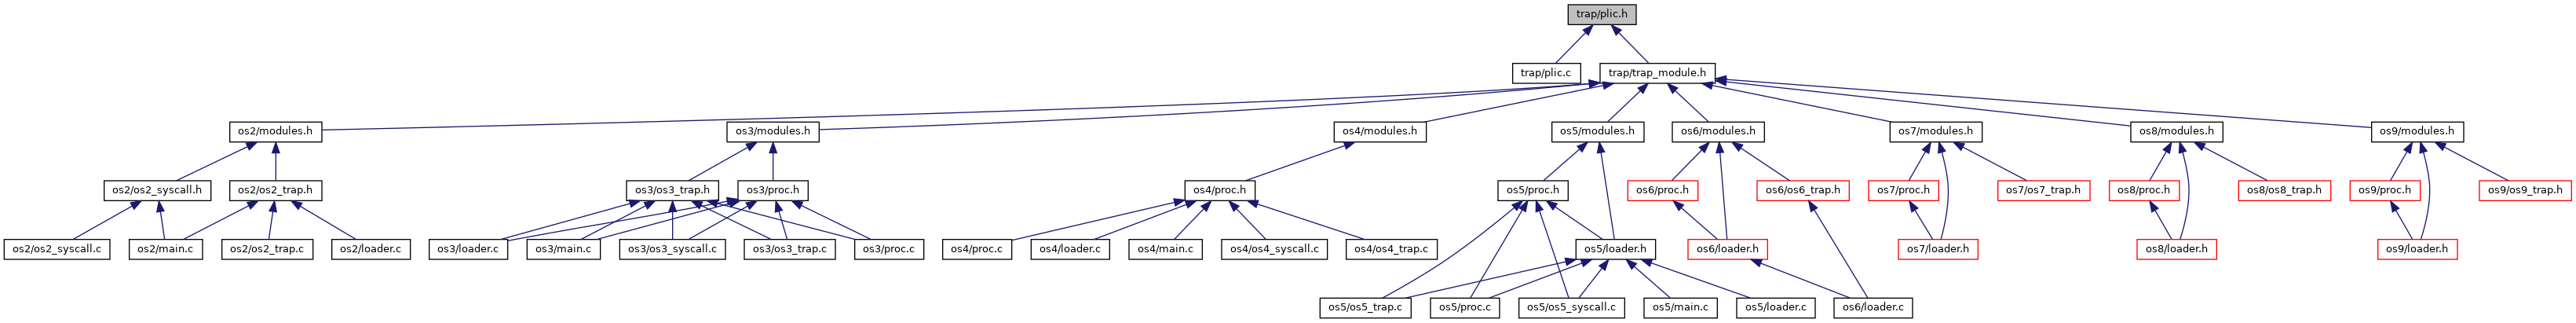 trap/plic.h
trap/plic.c
trap/trap_module.h
os2/modules.h
os3/modules.h
os4/modules.h
os5/modules.h
os6/modules.h
os7/modules.h
os8/modules.h
os9/modules.h
os2/os2_syscall.h
os2/os2_trap.h
os3/os3_trap.h
os3/proc.h
os4/proc.h
os5/proc.h
os6/proc.h
os6/os6_trap.h
os7/proc.h
os7/os7_trap.h
os8/proc.h
os8/os8_trap.h
os9/proc.h
os9/os9_trap.h
os2/os2_syscall.c
os2/main.c
os2/os2_trap.c
os2/loader.c
os3/loader.c
os3/main.c
os3/os3_syscall.c
os3/os3_trap.c
os3/proc.c
os4/proc.c
os4/loader.c
os4/main.c
os4/os4_syscall.c
os4/os4_trap.c
os5/loader.h
os6/loader.h
os7/loader.h
os8/loader.h
os9/loader.h
os5/os5_trap.c
os5/proc.c
os5/os5_syscall.c
os5/main.c
os5/loader.c
os6/loader.c